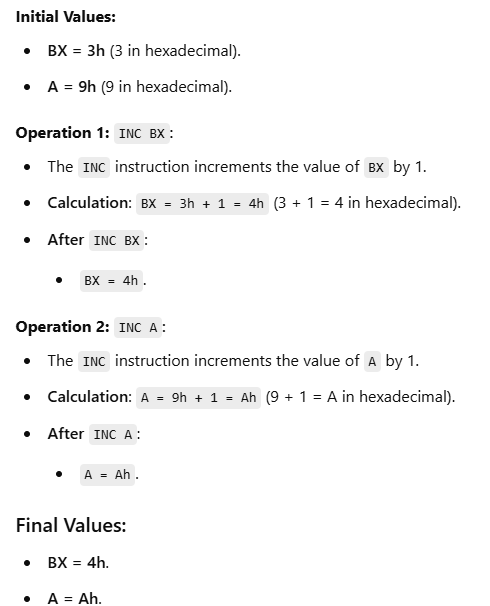 Initial Values:
• BX = 3h (3 in hexadecimal).
• A = 9h (9 in hexadecimal).
Operation 1: INC BX:
• The INC instruction increments the value of BX by 1.
• Calculation: BX = 3h + 1 = 4h (3 + 1 = 4 in hexadecimal).
• After INC BX:
• BX = 4h.
Operation 2: INC A:
• The INC instruction increments the value of A by 1.
• Calculation: A = 9h + 1 = Ah (9 + 1 = A in hexadecimal).
• After INC A:
• A = Ah.
Final Values:
• BX = 4h.
• A = Ah.